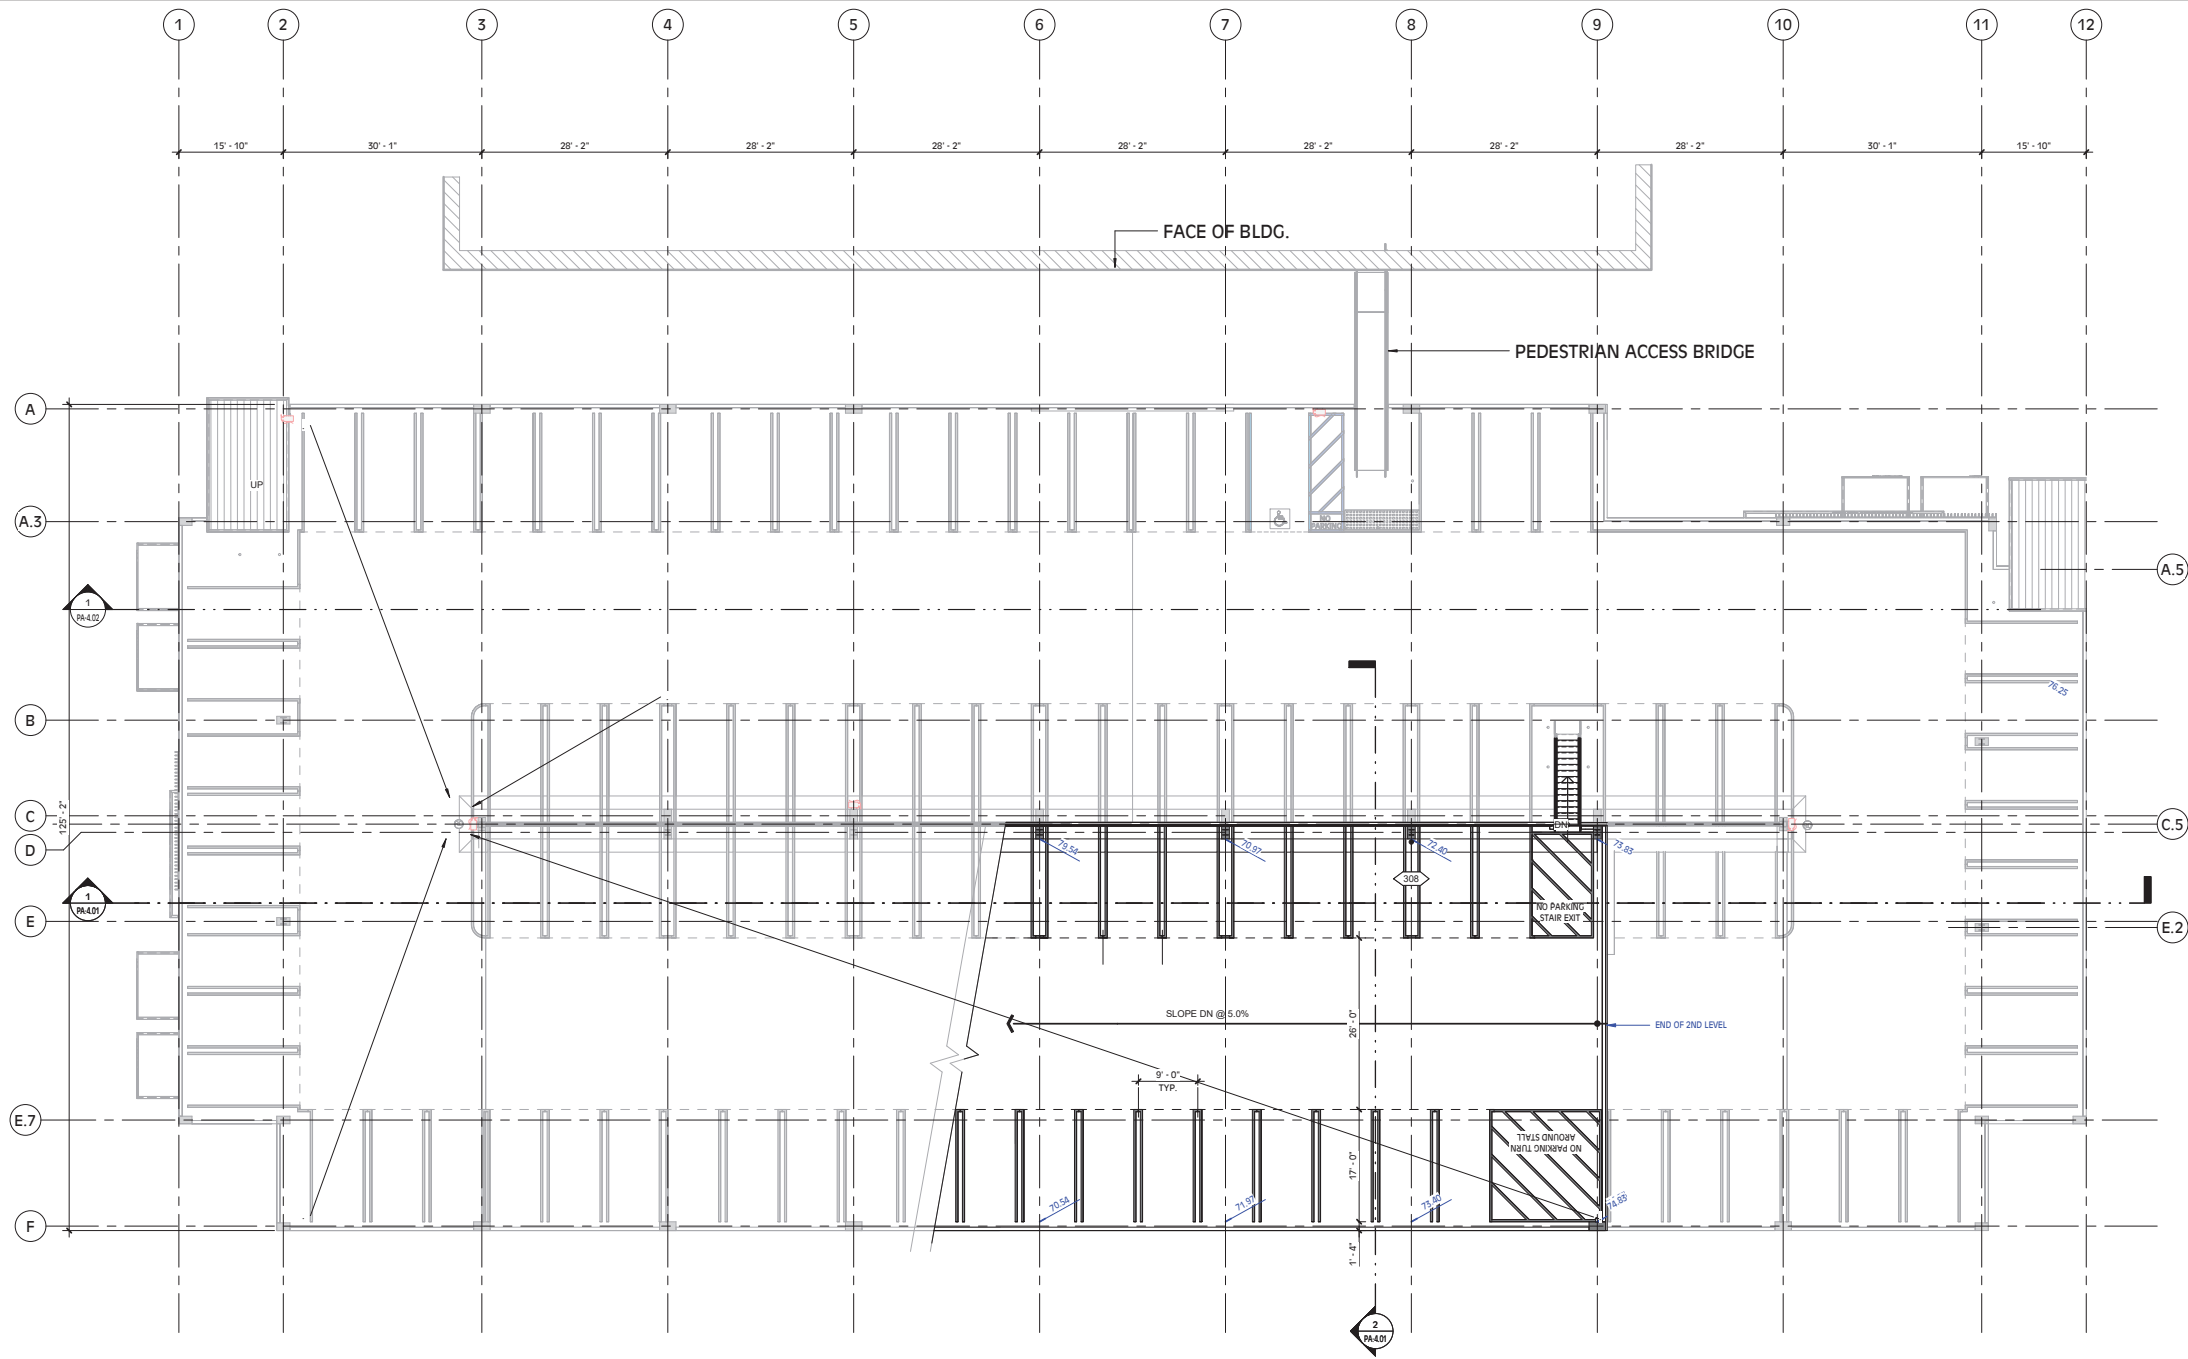 1 2 3 4 5 6 7 8 9 10 11 12
15' - 10" 30' - 1" 28' - 2" 28' - 2" 28' - 2" 28' - 2" 28' - 2" 28' - 2" 28' - 2" 30' - 1" 15' - 10"
FACE OF BLDG.
PEDESTRIAN ACCESS BRIDGE
A
UP
A.3
NO
PARKING
A.5
1
PA-4.02
76.25
B
C
125' - 2"
C.5
DN
D
79.54
70.97
72.40
73.83
308
1
PA-4.01
NO PARKING
STAIR EXIT
E
E.2
SLOPE DN @ 5.0%
26' - 0"
END OF 2ND LEVEL
9' - 0"
TYP.
E.7
NO PARKING TURN
AROUND STALL
17' - 0"
70.54
71.97
73.40
74.83
F
1' - 4"
2
PA-4.01